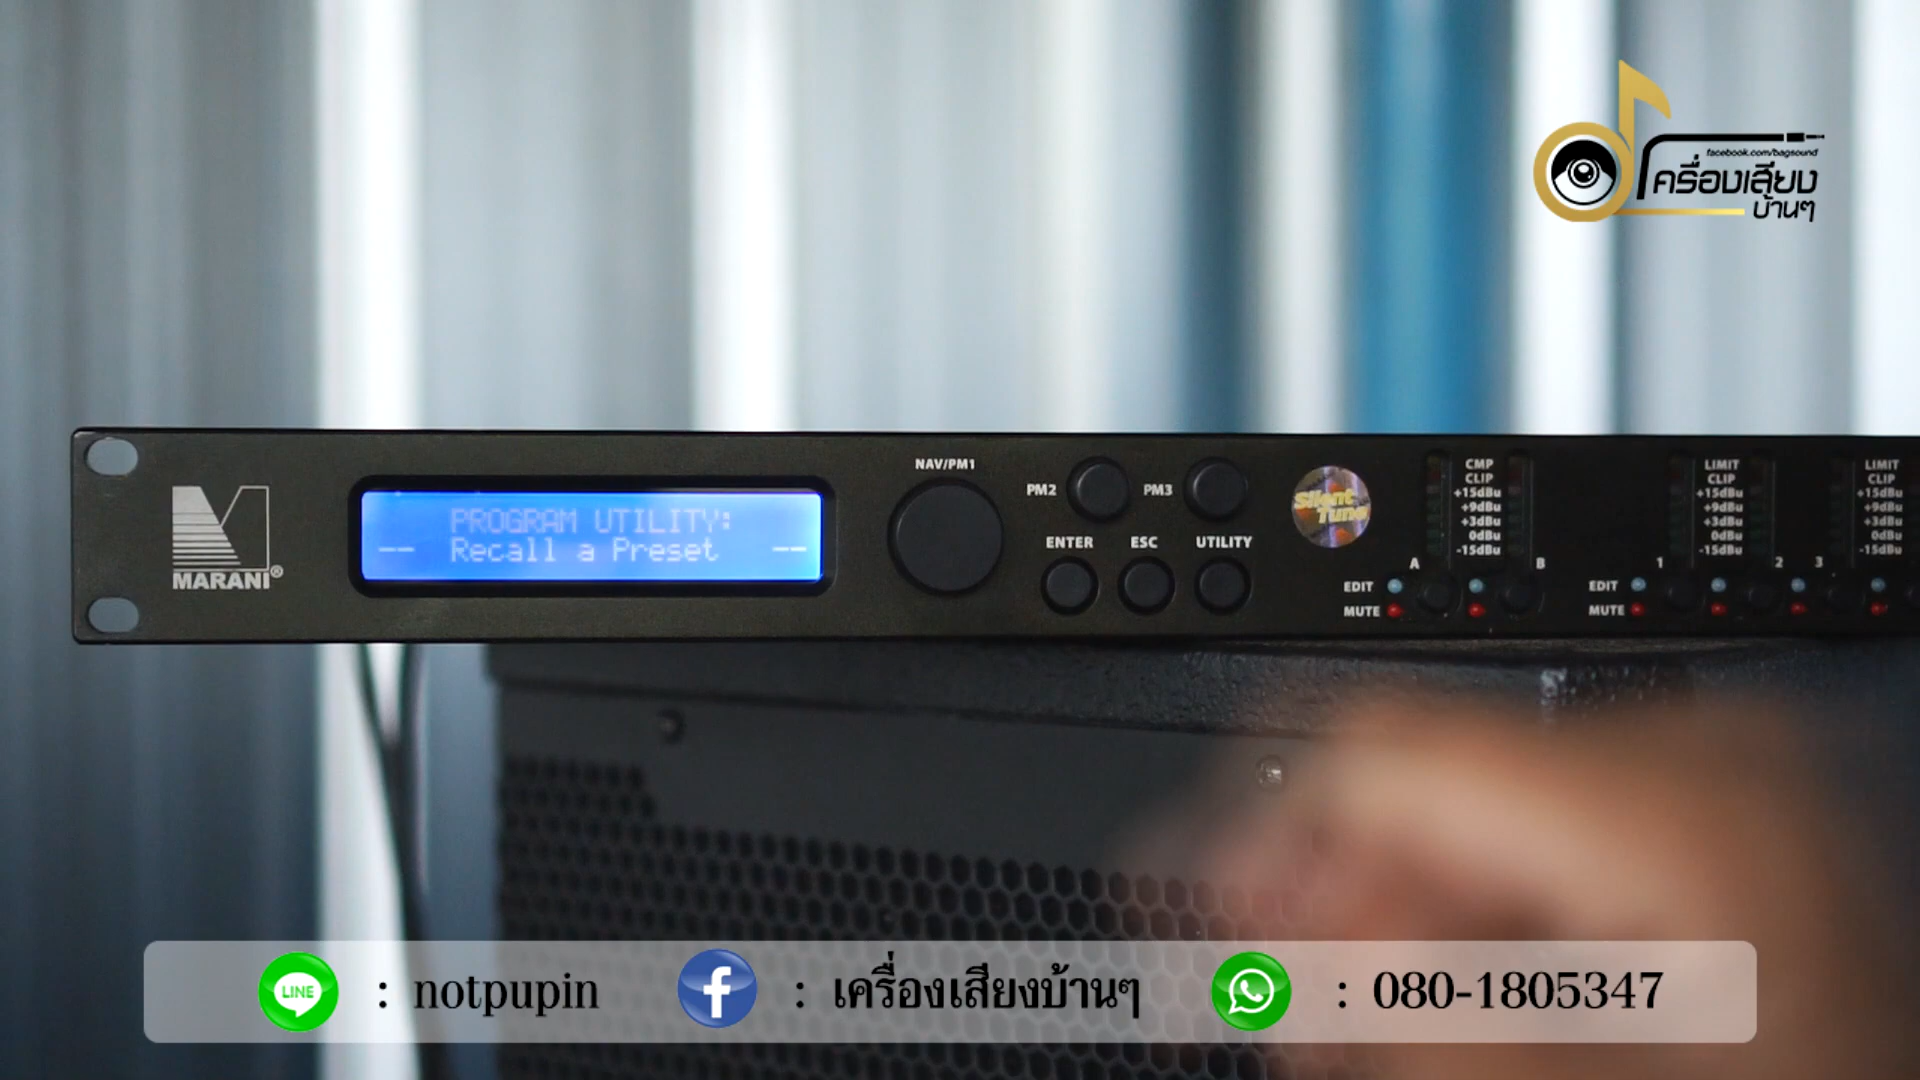 facebook.com/bagsound
เครื่องเสียง
บ้านๆ
MARANI®
PROGRAM UTILITY:
-- Recall a Preset --
NAV/PM1
PM2
PM3
ENTER ESC UTILITY
Silent
Tune
CMP
CLIP
+15dBu
+9dBu
+3dBu
0dBu
-15dBu
A
B
EDIT
MUTE
LIMIT
CLIP
+15dBu
+9dBu
+3dBu
0dBu
-15dBu
1
2
EDIT
MUTE
LIMIT
CLIP
+15dBu
+9dBu
+3dBu
0dBu
-15dBu
3
LINE : notpupin
f : เครื่องเสียงบ้านๆ
: 080-1805347